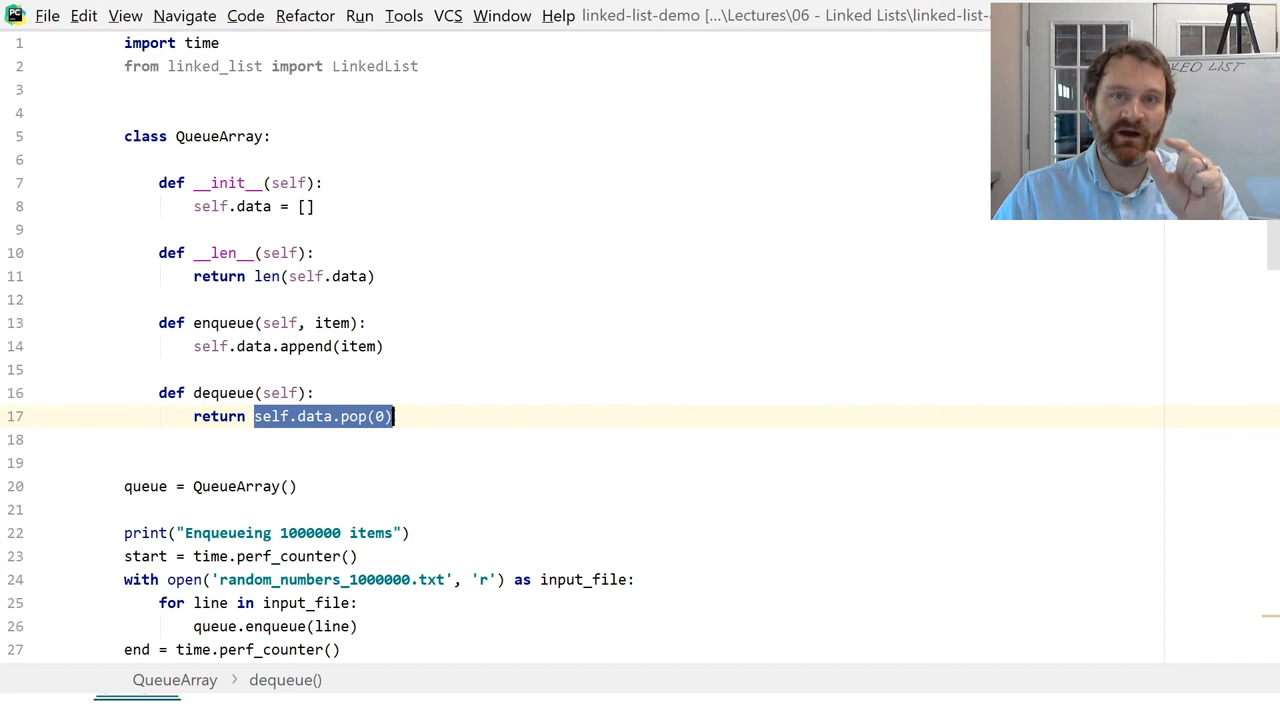 PC File Edit View Navigate Code Refactor Run Tools VCS Window Help linked-list-demo [...\Lectures\06 - Linked Lists\linked-list-
KED LIST
1 import time
2 from linked_list import LinkedList
3
4
5 class QueueArray:
6
7 def __init__(self):
8 self.data = []
9
10 def __len__(self):
11 return len(self.data)
12
13 def enqueue(self, item):
14 self.data.append(item)
15
16 def dequeue(self):
17 return self.data.pop(0)
18
19
20 queue = QueueArray()
21
22 print("Enqueueing 1000000 items")
23 start = time.perf_counter()
24 with open('random_numbers_1000000.txt', 'r') as input_file:
25 for line in input_file:
26 queue.enqueue(line)
27 end = time.perf_counter()
QueueArray > dequeue()